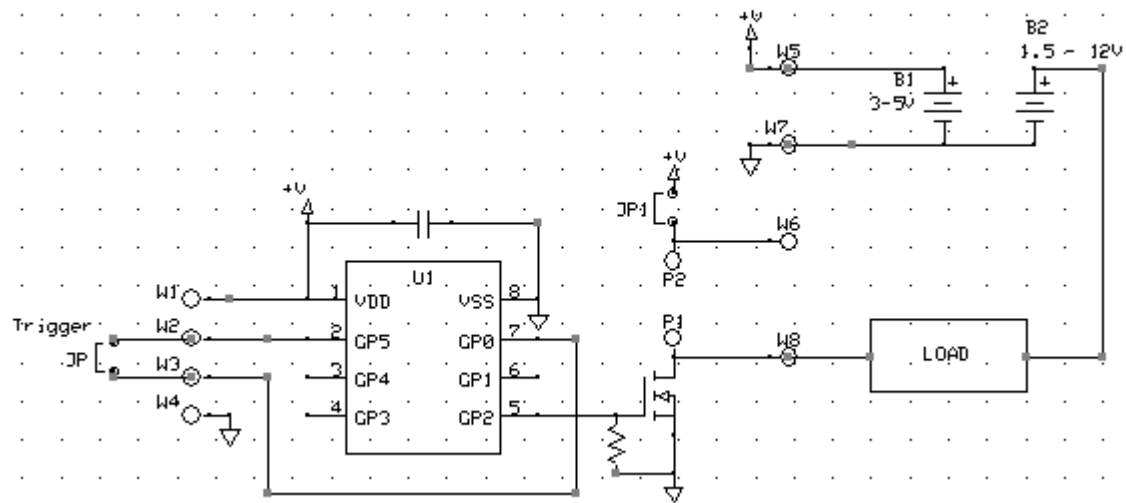 +V
B2
W5
1.5 - 12V
B1
3-5V
W7
+V
+V
JP1
W6
P2
U1
W1
1
VDD
VSS
8
Trigger
W2
2
GP5
GP0
7
P1
JP
W3
3
GP4
GP1
6
W8
LOAD
W4
4
GP3
GP2
5